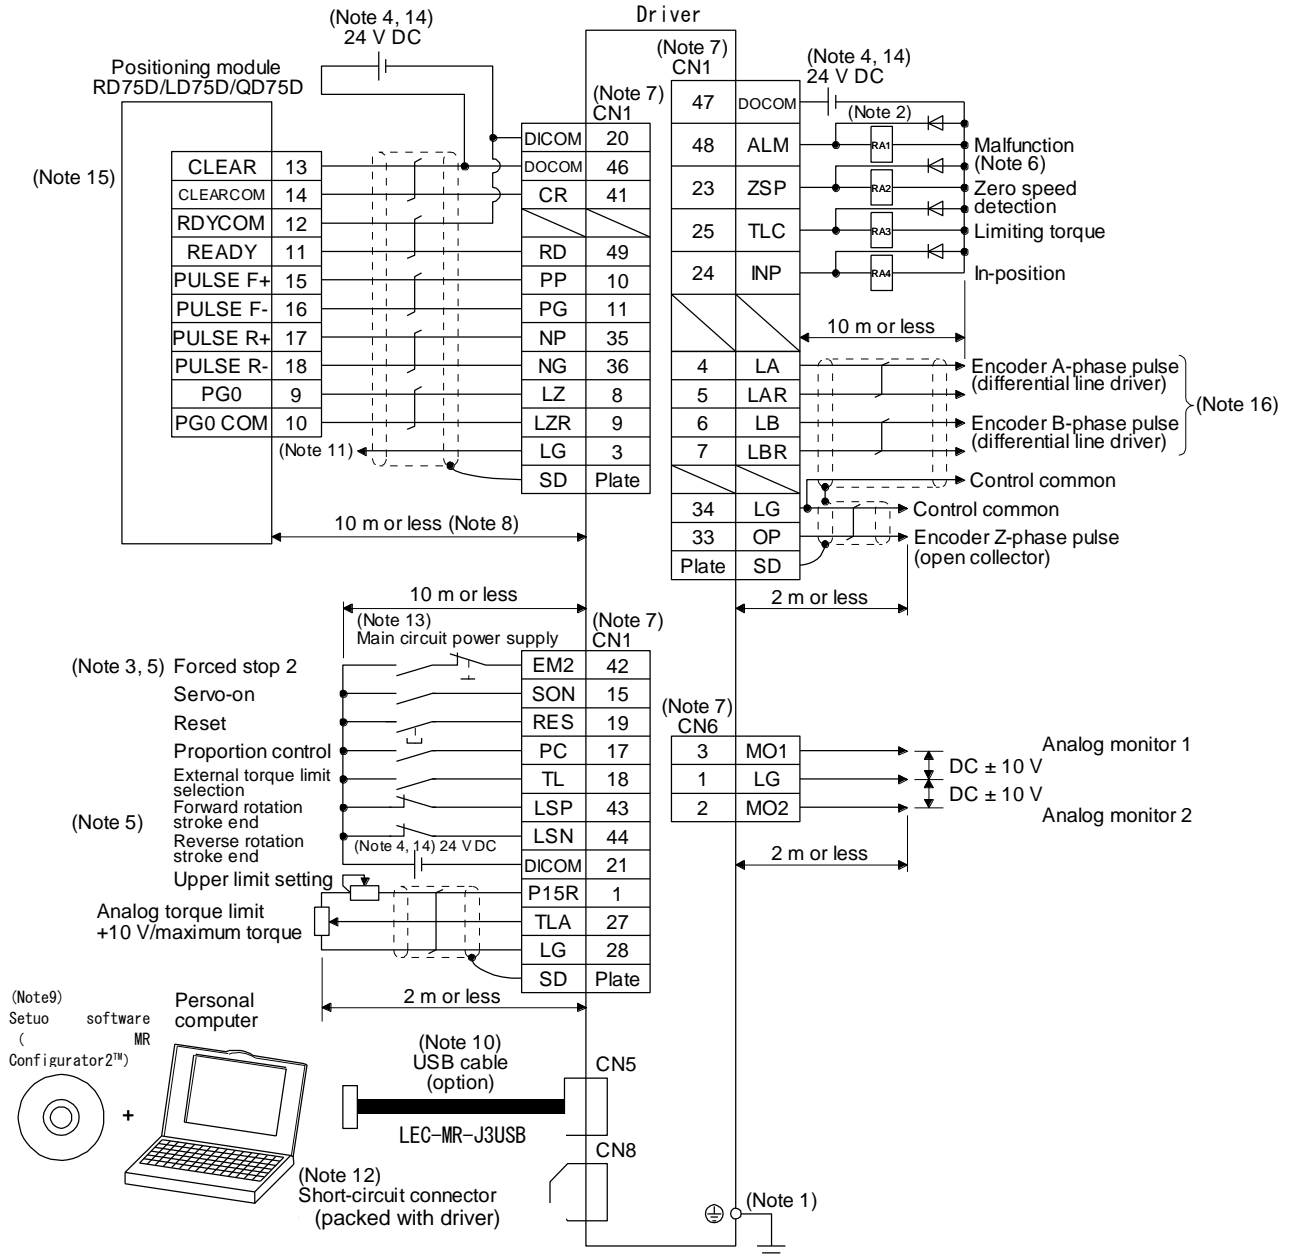 Driver
(Note 4, 14)
24 V DC
Positioning module
RD75D/LD75D/QD75D
(Note 7)
CN1
(Note 15)
CLEAR 13
CLEARCOM 14
RDYCOM 12
READY 11
PULSE F+ 15
PULSE F- 16
PULSE R+ 17
PULSE R- 18
PG0 9
PG0 COM 10
DICOM 20
DOCOM 46
CR 41
RD 49
PP 10
PG 11
NP 35
NG 36
LZ 8
LZR 9
(Note 11)
LG 3
SD Plate
10 m or less (Note 8)
(Note 7)
CN1
(Note 4, 14)
24 V DC
47 DOCOM
(Note 2)
48 ALM RA1 Malfunction
(Note 6)
23 ZSP RA2 Zero speed
detection
25 TLC RA3 Limiting torque
24 INP RA4 In-position
10 m or less
4 LA Encoder A-phase pulse
(differential line driver)
5 LAR
6 LB Encoder B-phase pulse
(differential line driver)
7 LBR
(Note 16)
Control common
34 LG Control common
33 OP Encoder Z-phase pulse
(open collector)
Plate SD
2 m or less
10 m or less
(Note 13)
Main circuit power supply
(Note 7)
CN1
(Note 3, 5) Forced stop 2 EM2 42
Servo-on SON 15
Reset RES 19
Proportion control PC 17
External torque limit
selection TL 18
Forward rotation
stroke end LSP 43
(Note 5)
Reverse rotation
stroke end LSN 44
(Note 4, 14) 24 V DC
DICOM 21
Upper limit setting P15R 1
Analog torque limit
+10 V/maximum torque TLA 27
LG 28
SD Plate
2 m or less
(Note 7)
CN6
3 MO1 Analog monitor 1
DC ± 10 V
1 LG
DC ± 10 V
2 MO2 Analog monitor 2
2 m or less
(Note9)
Setuo software
( MR
Configurator2™)
+
Personal
computer
(Note 10)
USB cable
(option)
LEC-MR-J3USB
CN5
CN8
(Note 12)
Short-circuit connector
(packed with driver)
(Note 1)